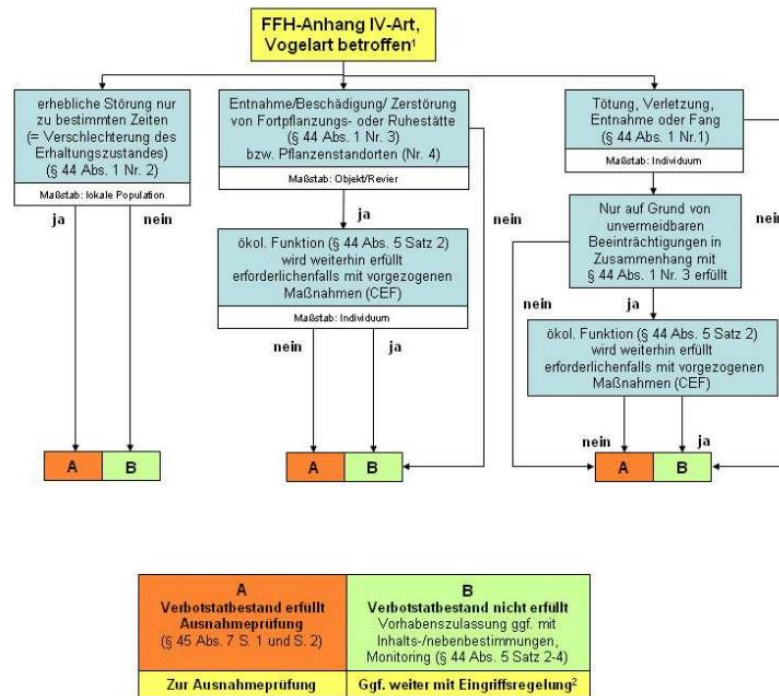 FFH-Anhang IV-Art,
Vogelart betroffen¹
erhebliche Störung nur
zu bestimmten Zeiten
(= Verschlechterung des
Erhaltungszustandes)
(§ 44 Abs. 1 Nr. 2)
Maßstab: lokale Population
ja
nein
A
B
Entnahme/Beschädigung/ Zerstörung
von Fortpflanzungs- oder Ruhestätte
(§ 44 Abs. 1 Nr. 3)
bzw. Pflanzenstandorten (Nr. 4)
Maßstab: Objekt/Revier
ja
nein
ökol. Funktion (§ 44 Abs. 5 Satz 2)
wird weiterhin erfüllt
erforderlichenfalls mit vorgezogenen
Maßnahmen (CEF)
Maßstab: Individuum
nein
ja
A
B
Tötung, Verletzung,
Entnahme oder Fang
(§ 44 Abs. 1 Nr.1)
Maßstab: Individuum
nein
Nur auf Grund von
unvermeidbaren
Beeinträchtigungen in
Zusammenhang mit
§ 44 Abs. 1 Nr. 3 erfüllt
nein
ja
ökol. Funktion (§ 44 Abs. 5 Satz 2)
wird weiterhin erfüllt
erforderlichenfalls mit vorgezogenen
Maßnahmen (CEF)
nein
ja
A
B
A
Verbotstatbestand erfüllt
Ausnahmeprüfung
(§ 45 Abs. 7 S. 1 und S. 2)
Zur Ausnahmeprüfung
B
Verbotstatbestand nicht erfüllt
Vorhabenszulassung ggf. mit
Inhalts-/nebenbestimmungen,
Monitoring (§ 44 Abs. 5 Satz 2-4)
Ggf. weiter mit Eingriffsregelung²